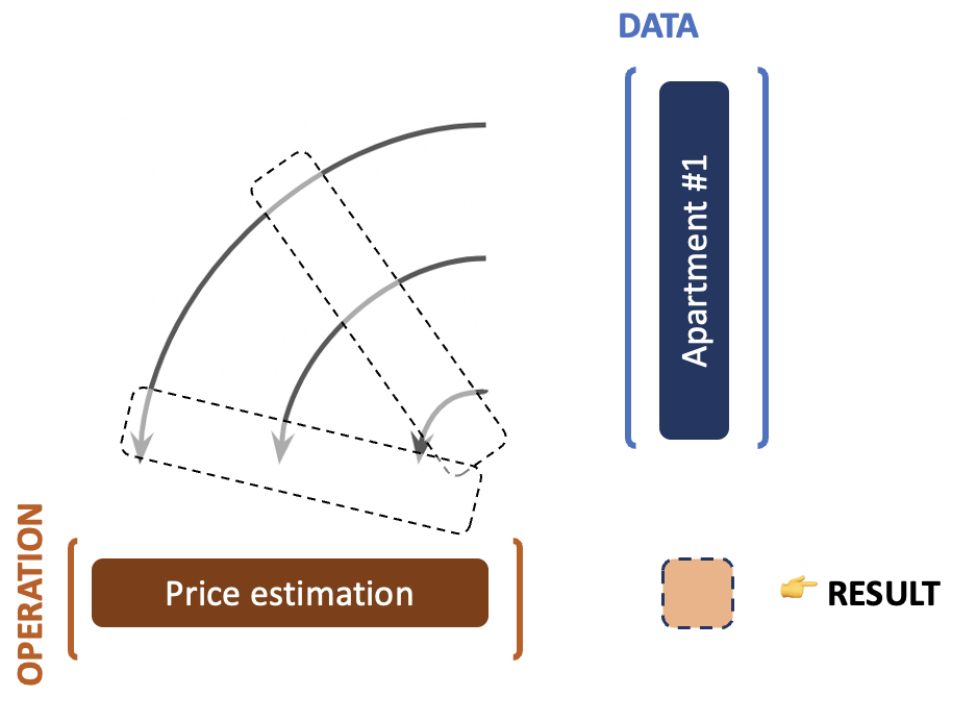 DATA
Apartment #1
OPERATION
Price estimation
👉 RESULT